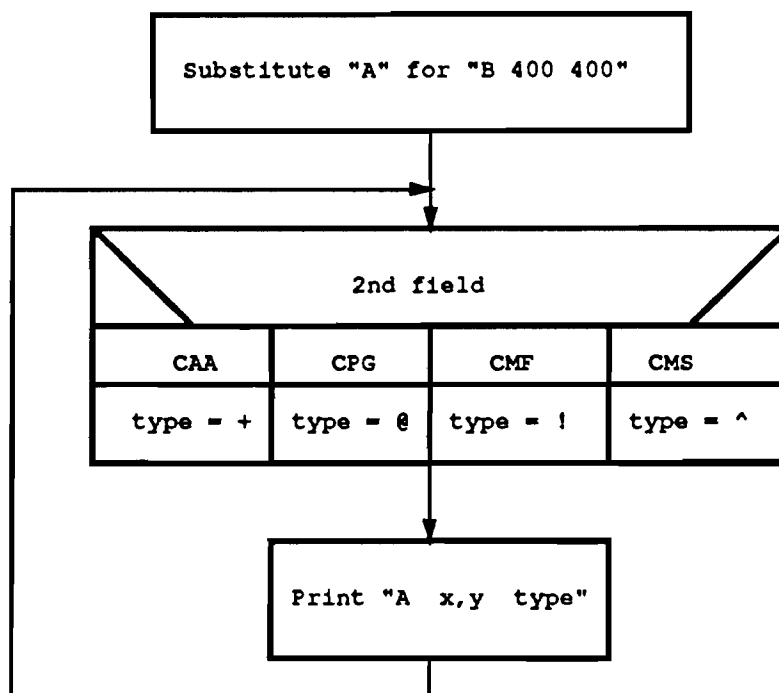 Substitute "A" for "B 400 400"
2nd field
CAA CPG CMF CMS
type = + type = @ type = ! type = ^
Print "A x,y type"